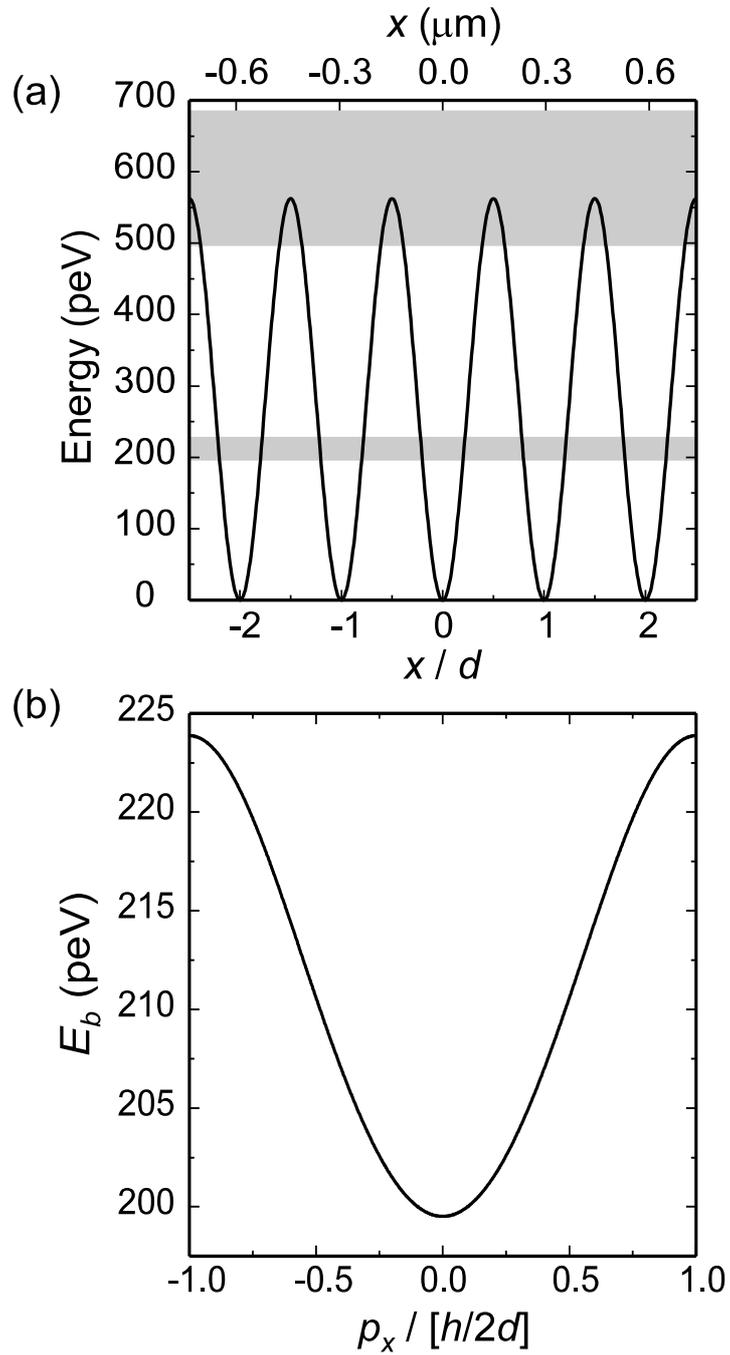 x (μm)
-0.6 -0.3 0.0 0.3 0.6
(a)
700
600
500
400
300
200
100
0
Energy (peV)
-2 -1 0 1 2
x / d
(b)
225
220
215
210
205
200
E_b (peV)
-1.0 -0.5 0.0 0.5 1.0
p_x / [h/2d]